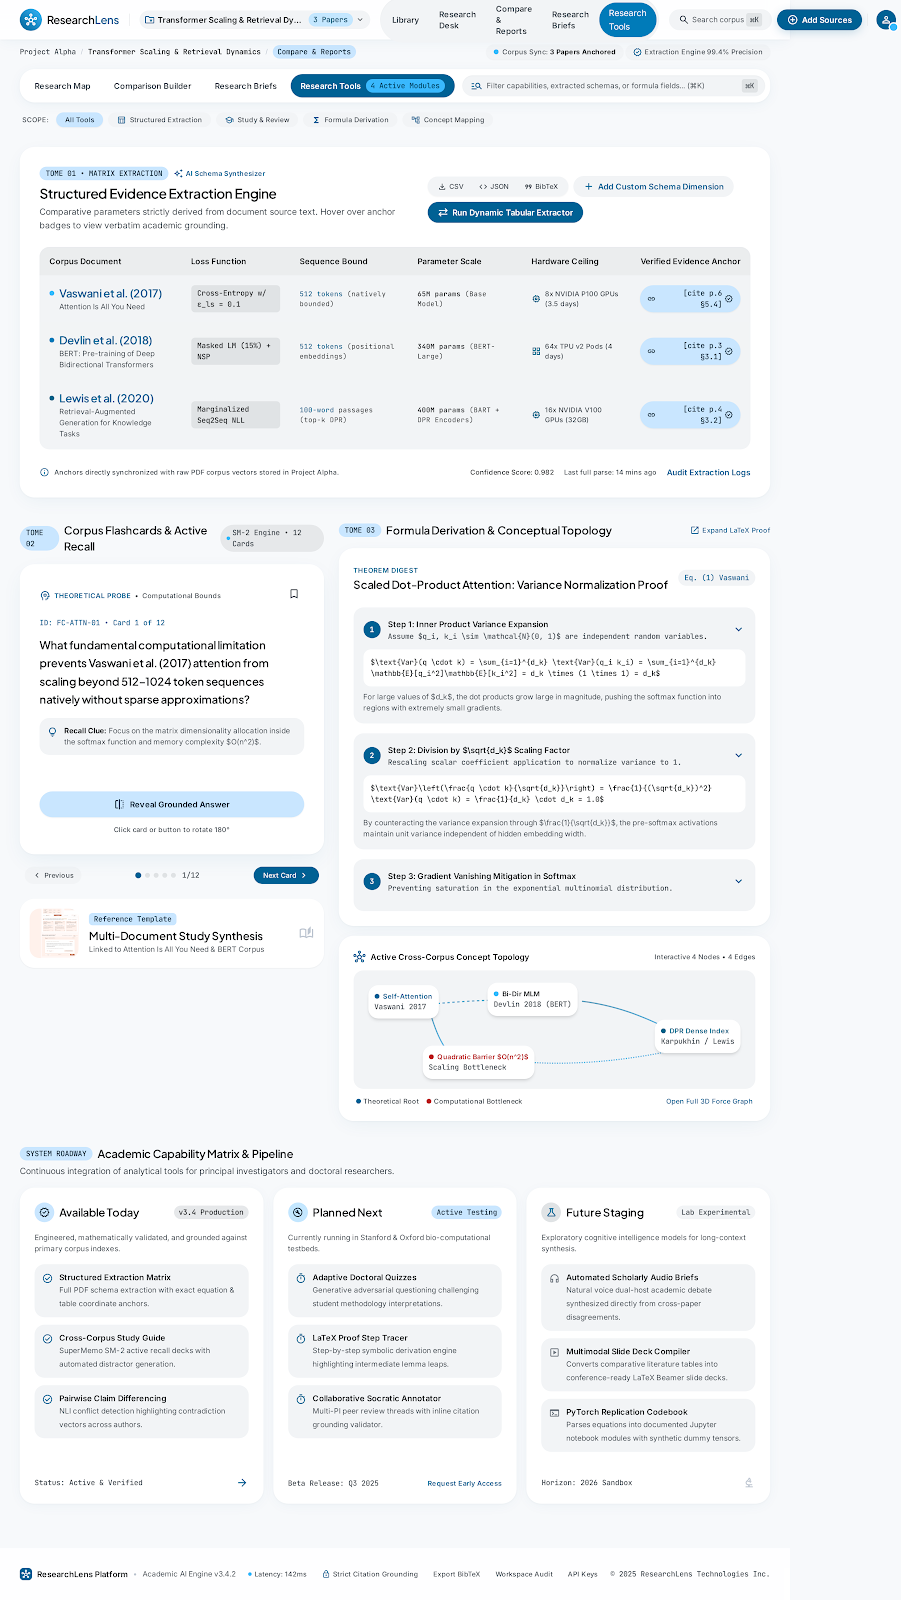 ResearchLens
Transformer Scaling & Retrieval Dy...
3 Papers
Library
Research Desk
Compare & Reports
Research Briefs
Research Tools
Search corpus ⌘K
Add Sources
Project Alpha / Transformer Scaling & Retrieval Dynamics / Compare & Reports
Corpus Sync: 3 Papers Anchored
Extraction Engine 99.4% Precision
Research Map
Comparison Builder
Research Briefs
Research Tools
4 Active Modules
Filter capabilities, extracted schemas, or formula fields... (⌘K)
⌘K
SCOPE:
All Tools
Structured Extraction
Study & Review
Formula Derivation
Concept Mapping
TOME 01 • MATRIX EXTRACTION
AI Schema Synthesizer
Structured Evidence Extraction Engine
Comparative parameters strictly derived from document source text. Hover over anchor
badges to view verbatim academic grounding.
CSV
JSON
BibTeX
Add Custom Schema Dimension
Run Dynamic Tabular Extractor
Corpus Document
Loss Function
Sequence Bound
Parameter Scale
Hardware Ceiling
Verified Evidence Anchor
Vaswani et al. (2017)
Attention Is All You Need
Cross-Entropy w/
ε_ls = 0.1
512 tokens (natively
bounded)
65M params (Base
Model)
8x NVIDIA P100 GPUs
(3.5 days)
[cite p.6
§5.4]
Devlin et al. (2018)
BERT: Pre-training of Deep
Bidirectional Transformers
Masked LM (15%) +
NSP
512 tokens (positional
embeddings)
340M params (BERT-
Large)
64x TPU v2 Pods (4
days)
[cite p.3
§3.1]
Lewis et al. (2020)
Retrieval-Augmented
Generation for Knowledge
Tasks
Marginalized
Seq2Seq NLL
100-word passages
(top-k DPR)
400M params (BART +
DPR Encoders)
16x NVIDIA V100
GPUs (32GB)
[cite p.4
§3.2]
Anchors directly synchronized with raw PDF corpus vectors stored in Project Alpha.
Confidence Score: 0.982
Last full parse: 14 mins ago
Audit Extraction Logs
TOME
02
Corpus Flashcards & Active
Recall
SM-2 Engine • 12
Cards
THEORETICAL PROBE • Computational Bounds
ID: FC-ATTN-01 • Card 1 of 12
What fundamental computational limitation
prevents Vaswani et al. (2017) attention from
scaling beyond 512–1024 token sequences
natively without sparse approximations?
Recall Clue: Focus on the matrix dimensionality allocation inside
the softmax function and memory complexity $O(n^2)$.
Reveal Grounded Answer
Click card or button to rotate 180°
Previous
1/12
Next Card
Reference Template
Multi-Document Study Synthesis
Linked to Attention Is All You Need & BERT Corpus
TOME 03
Formula Derivation & Conceptual Topology
Expand LaTeX Proof
THEOREM DIGEST
Scaled Dot-Product Attention: Variance Normalization Proof
Eq. (1) Vaswani
1
Step 1: Inner Product Variance Expansion
Assume $q_i, k_i \sim \mathcal{N}(0, 1)$ are independent random variables.
$\text{Var}(q \cdot k) = \sum_{i=1}^{d_k} \text{Var}(q_i k_i) = \sum_{i=1}^{d_k}
\mathbb{E}[q_i^2]\mathbb{E}[k_i^2] = d_k \times (1 \times 1) = d_k$
For large values of $d_k$, the dot products grow large in magnitude, pushing the softmax function into
regions with extremely small gradients.
2
Step 2: Division by $\sqrt{d_k}$ Scaling Factor
Rescaling scalar coefficient application to normalize variance to 1.
$\text{Var}\left(\frac{q \cdot k}{\sqrt{d_k}}\right) = \frac{1}{(\sqrt{d_k})^2}
\text{Var}(q \cdot k) = \frac{1}{d_k} \cdot d_k = 1.0$
By counteracting the variance expansion through $\frac{1}{\sqrt{d_k}}$, the pre-softmax activations
maintain unit variance independent of hidden embedding width.
3
Step 3: Gradient Vanishing Mitigation in Softmax
Preventing saturation in the exponential multinomial distribution.
Active Cross-Corpus Concept Topology
Interactive 4 Nodes • 4 Edges
Self-Attention
Vaswani 2017
Bi-Dir MLM
Devlin 2018 (BERT)
DPR Dense Index
Karpukhin / Lewis
Quadratic Barrier $O(n^2)$
Scaling Bottleneck
Theoretical Root
Computational Bottleneck
Open Full 3D Force Graph
SYSTEM ROADWAY
Academic Capability Matrix & Pipeline
Continuous integration of analytical tools for principal investigators and doctoral researchers.
Available Today
v3.4 Production
Engineered, mathematically validated, and grounded against
primary corpus indexes.
Structured Extraction Matrix
Full PDF schema extraction with exact equation &
table coordinate anchors.
Cross-Corpus Study Guide
SuperMemo SM-2 active recall decks with
automated distractor generation.
Pairwise Claim Differencing
NLI conflict detection highlighting contradiction
vectors across authors.
Status: Active & Verified
Planned Next
Active Testing
Currently running in Stanford & Oxford bio-computational
testbeds.
Adaptive Doctoral Quizzes
Generative adversarial questioning challenging
student methodology interpretations.
LaTeX Proof Step Tracer
Step-by-step symbolic derivation engine
highlighting intermediate lemma leaps.
Collaborative Socratic Annotator
Multi-PI peer review threads with inline citation
grounding validator.
Beta Release: Q3 2025
Request Early Access
Future Staging
Lab Experimental
Exploratory cognitive intelligence models for long-context
synthesis.
Automated Scholarly Audio Briefs
Natural voice dual-host academic debate
synthesized directly from cross-paper
disagreements.
Multimodal Slide Deck Compiler
Converts comparative literature tables into
conference-ready LaTeX Beamer slide decks.
PyTorch Replication Codebook
Parses equations into documented Jupyter
notebook modules with synthetic dummy tensors.
Horizon: 2026 Sandbox
ResearchLens Platform • Academic AI Engine v3.4.2
Latency: 142ms
Strict Citation Grounding
Export BibTeX
Workspace Audit
API Keys
© 2025 ResearchLens Technologies Inc.